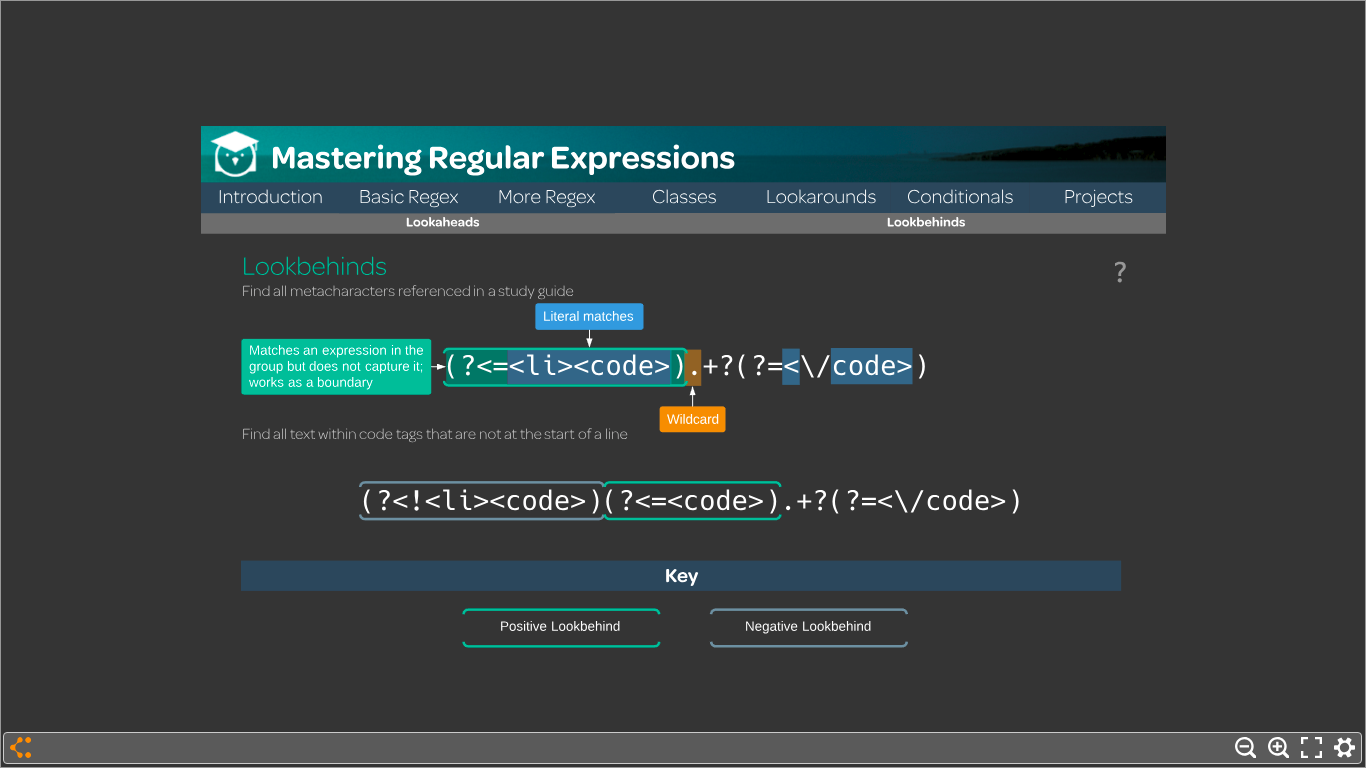 Mastering Regular Expressions
Introduction Basic Regex More Regex Classes Lookarounds Conditionals Projects
Lookaheads Lookbehinds
Lookbehinds
?
Find all metacharacters referenced in a study guide
Literal matches
Matches an expression in the
group but does not capture it;
works as a boundary
(?<=<li><code>).+?(?=<\/code>)
Wildcard
Find all text within code tags that are not at the start of a line
(?<!<li><code>)(?<=<code>).+?(?=<\/code>)
Key
Positive Lookbehind Negative Lookbehind